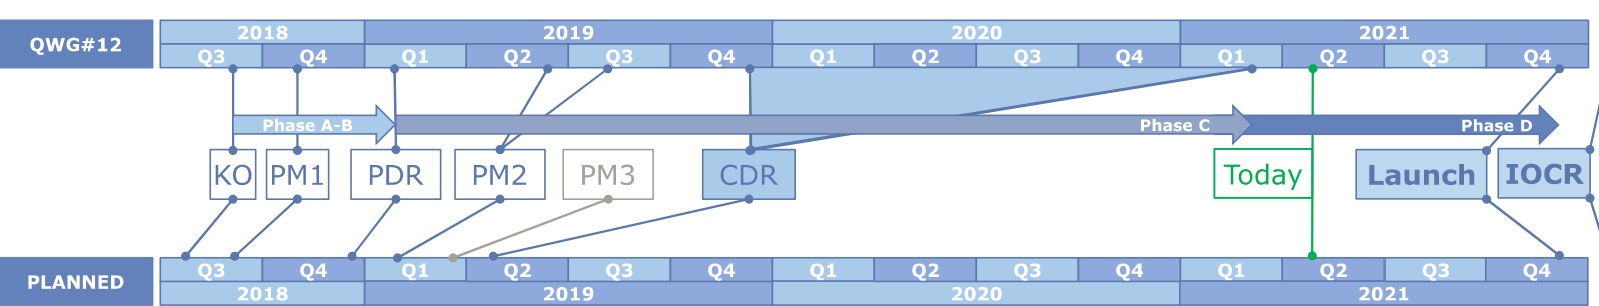 QWG#12
2018 2019 2020 2021
Q3 Q4 Q1 Q2 Q3 Q4 Q1 Q2 Q3 Q4 Q1 Q2 Q3 Q4
Phase A-B Phase C Phase D
KO PM1 PDR PM2 PM3 CDR Today Launch IOCR
PLANNED
Q3 Q4 Q1 Q2 Q3 Q4 Q1 Q2 Q3 Q4 Q1 Q2 Q3 Q4
2018 2019 2020 2021